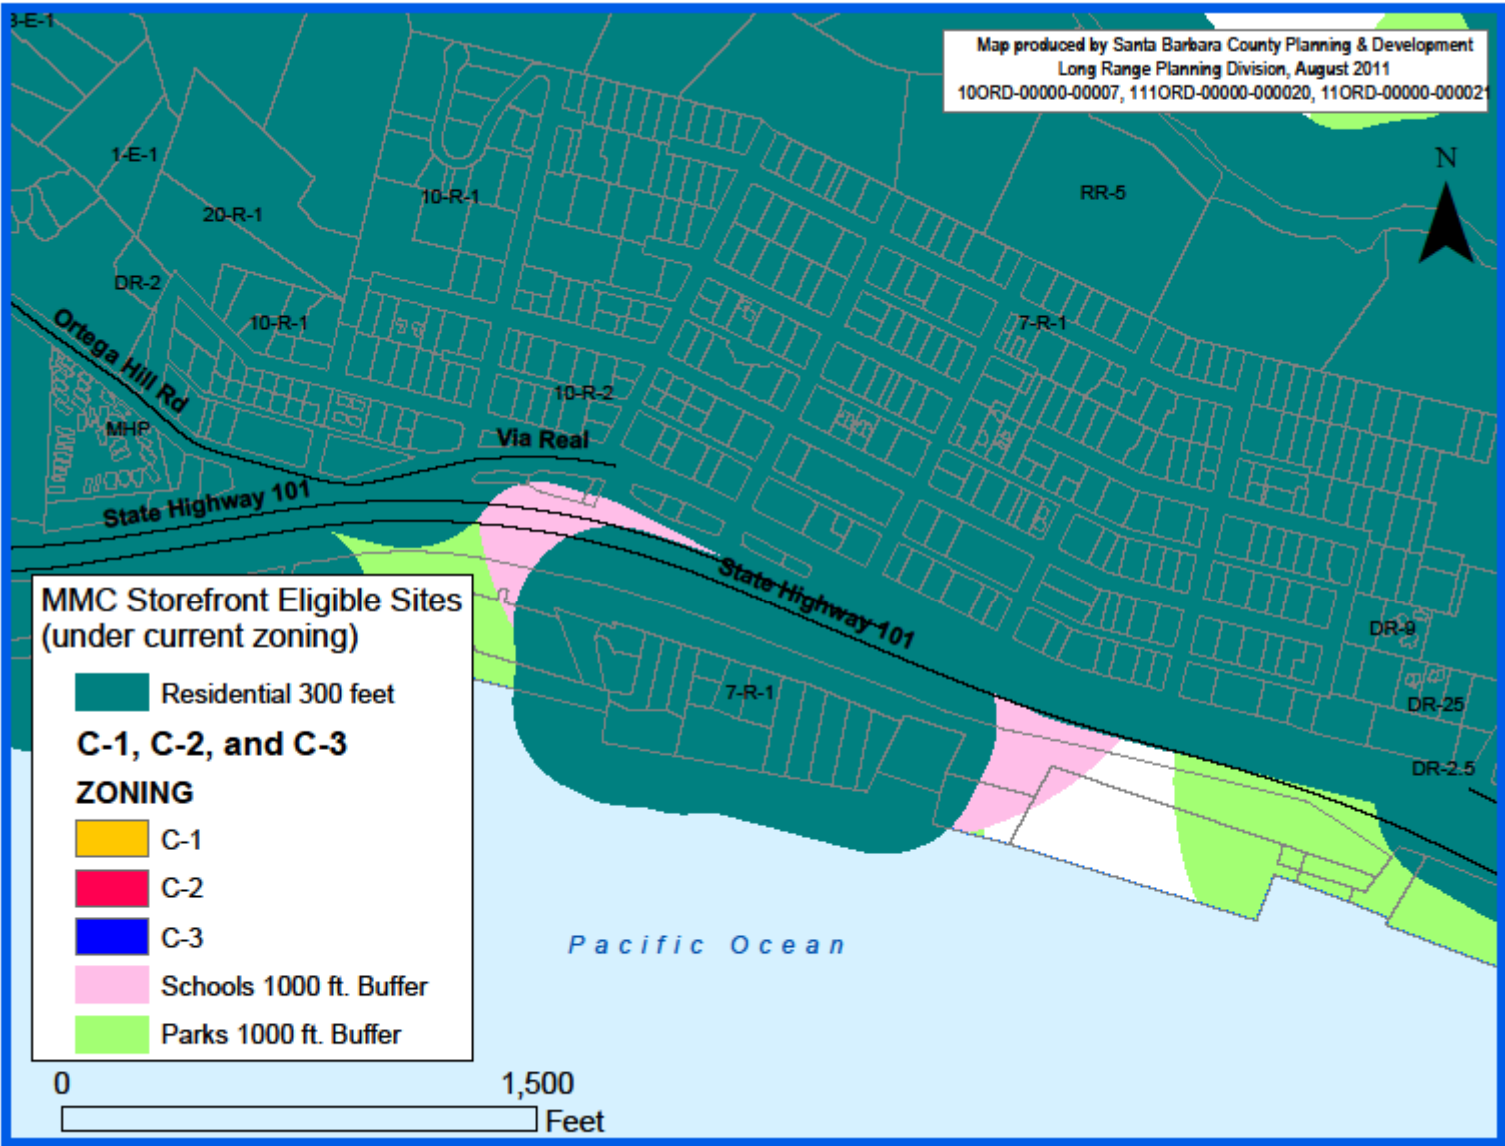 3-E-1
Map produced by Santa Barbara County Planning & Development
Long Range Planning Division, August 2011
10ORD-00000-00007, 111ORD-00000-000020, 11ORD-00000-000021
N
1-E-1
20-R-1
10-R-1
RR-5
DR-2
10-R-1
7-R-1
Ortega Hill Rd
10-R-2
MHP
Via Real
State Highway 101
State Highway 101
DR-9
7-R-1
DR-25
DR-2.5
MMC Storefront Eligible Sites
(under current zoning)
Residential 300 feet
C-1, C-2, and C-3
ZONING
C-1
C-2
C-3
Schools 1000 ft. Buffer
Parks 1000 ft. Buffer
Pacific Ocean
0 1,500
Feet